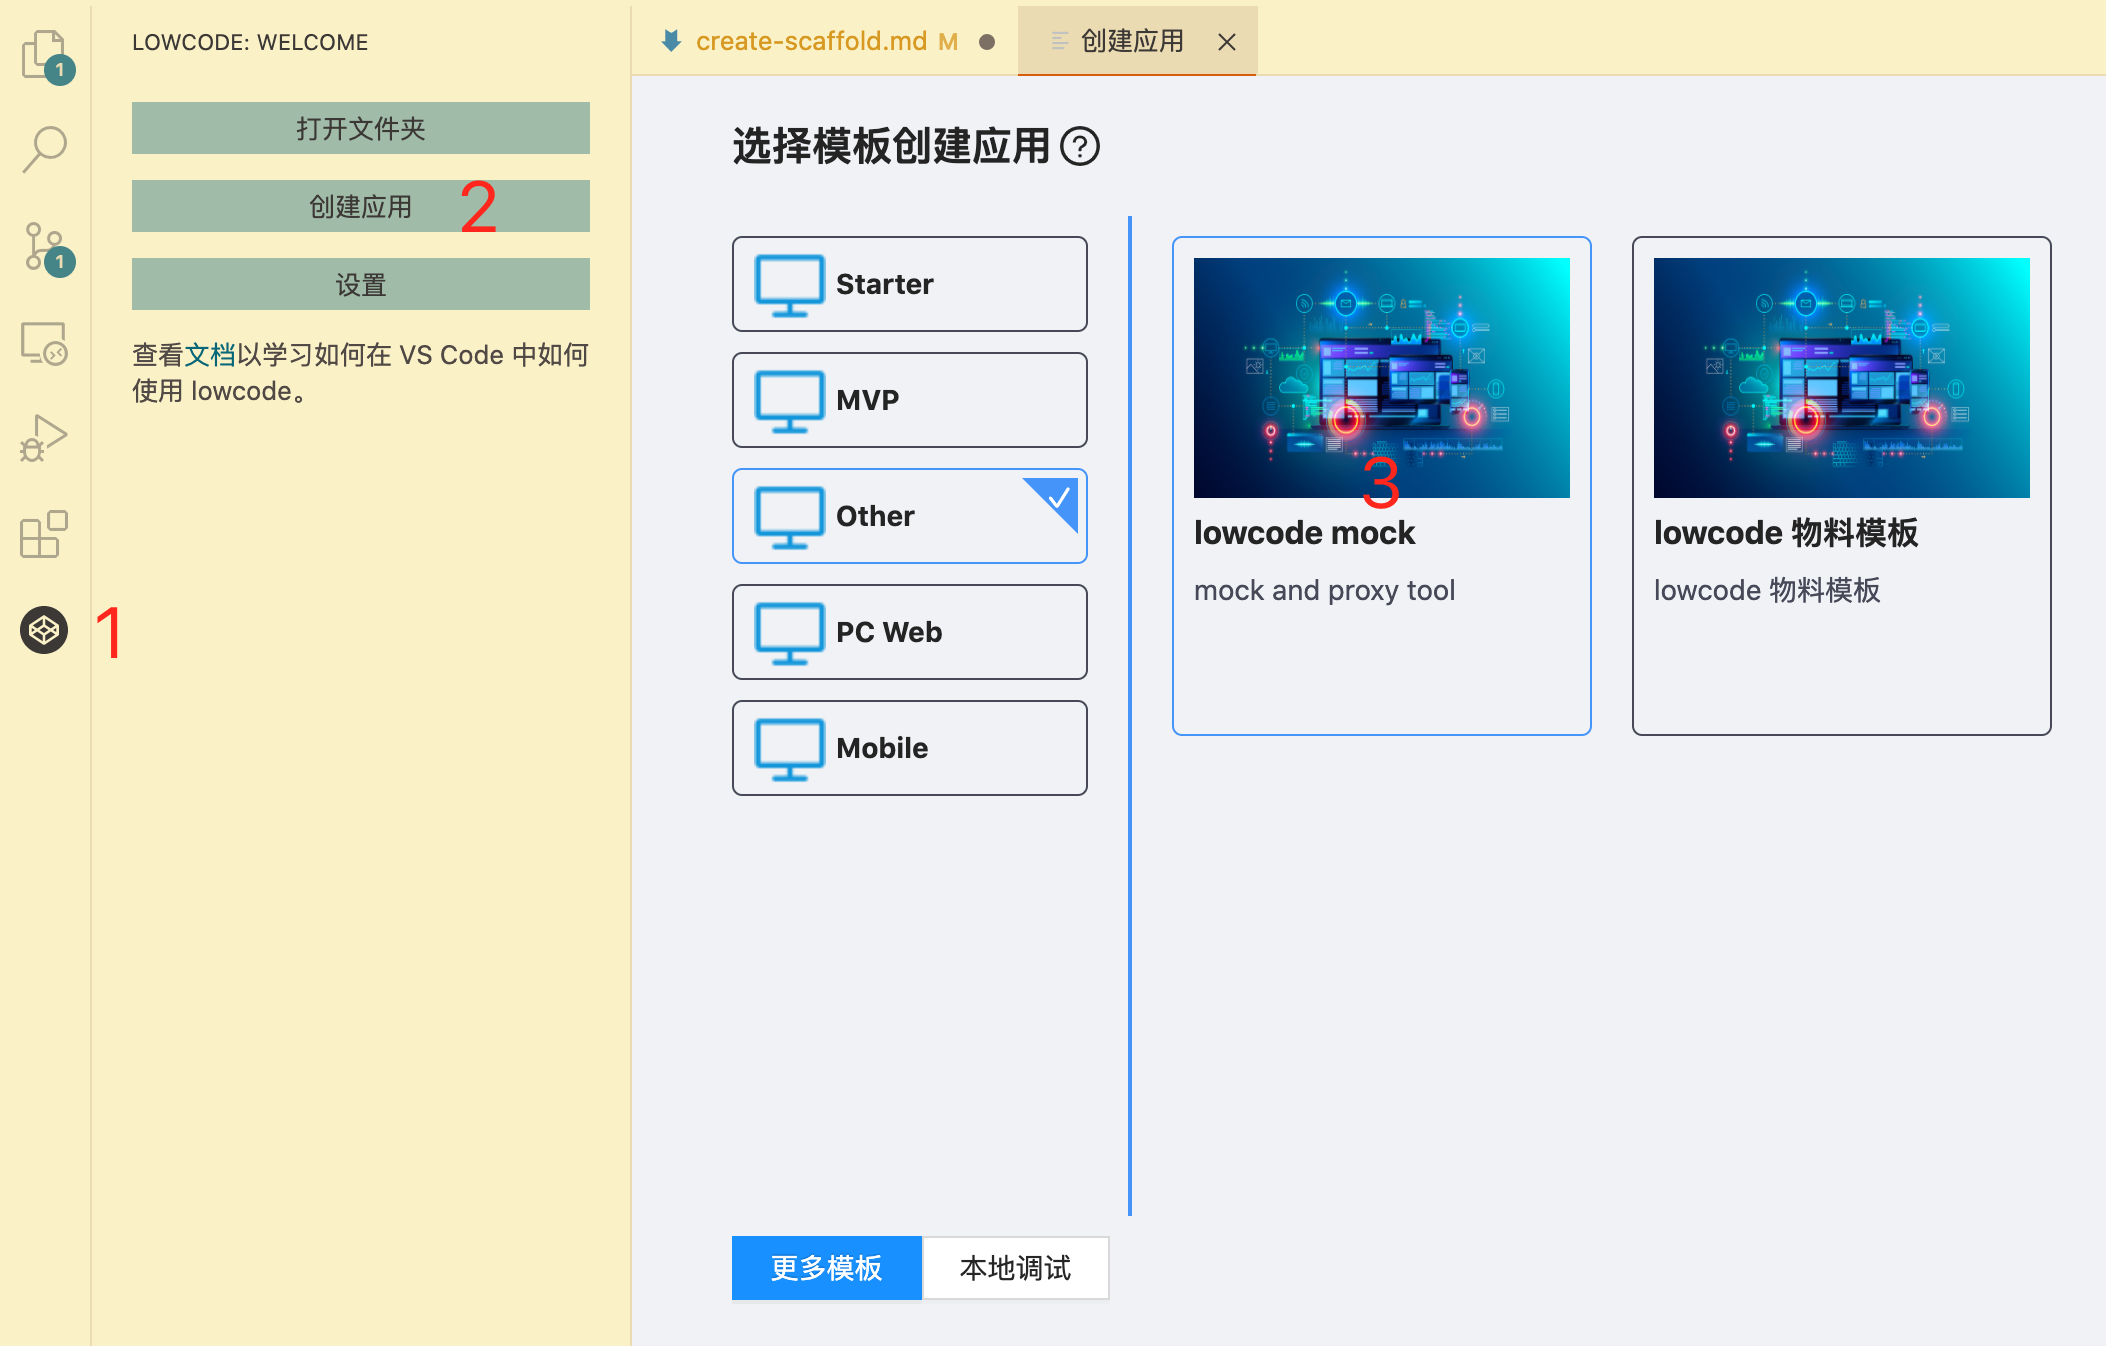 LOWCODE: WELCOME
打开文件夹
创建应用
2
设置
查看文档以学习如何在 VS Code 中如何
使用 lowcode。
1
1
1
create-scaffold.md M
创建应用
选择模板创建应用
Starter
MVP
Other
PC Web
Mobile
3
lowcode mock
mock and proxy tool
lowcode 物料模板
lowcode 物料模板
更多模板
本地调试